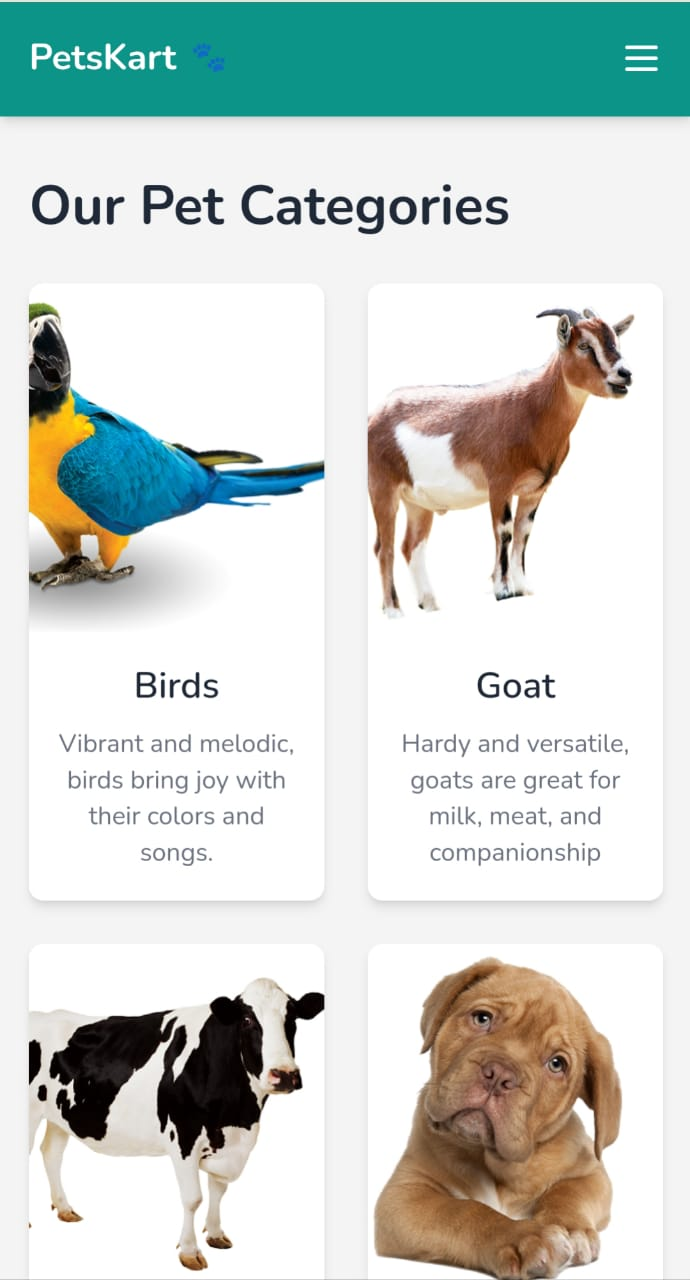 PetsKart 🐾
Our Pet Categories
Birds
Vibrant and melodic,
birds bring joy with
their colors and
songs.
Goat
Hardy and versatile,
goats are great for
milk, meat, and
companionship